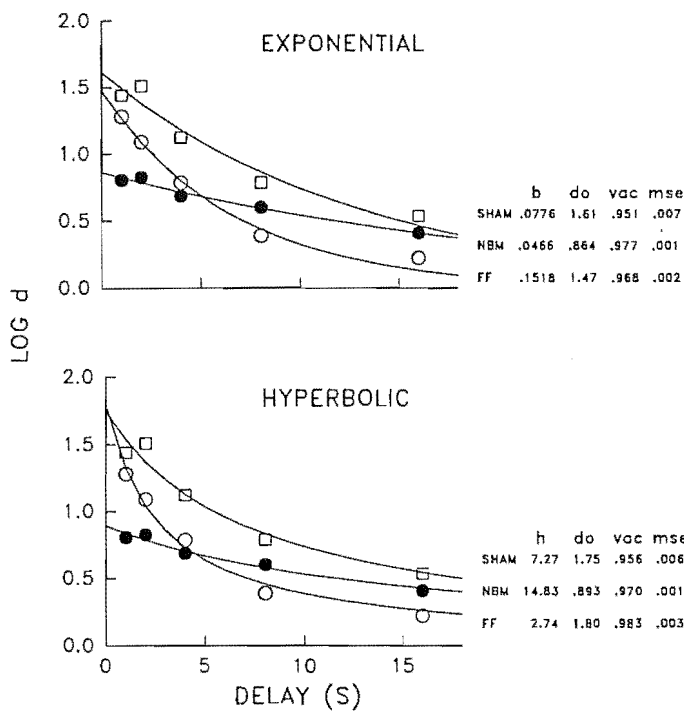 EXPONENTIAL
2.0
1.5
1.0
0.5
0.0
b do vac mse
SHAM .0776 1.61 .951 .007
NBM .0466 .864 .977 .001
FF .1518 1.47 .968 .002
LOG d
HYPERBOLIC
2.0
1.5
1.0
0.5
0.0
h do vac mse
SHAM 7.27 1.75 .956 .006
NBM 14.83 .893 .970 .001
FF 2.74 1.80 .983 .003
0 5 10 15
DELAY (S)